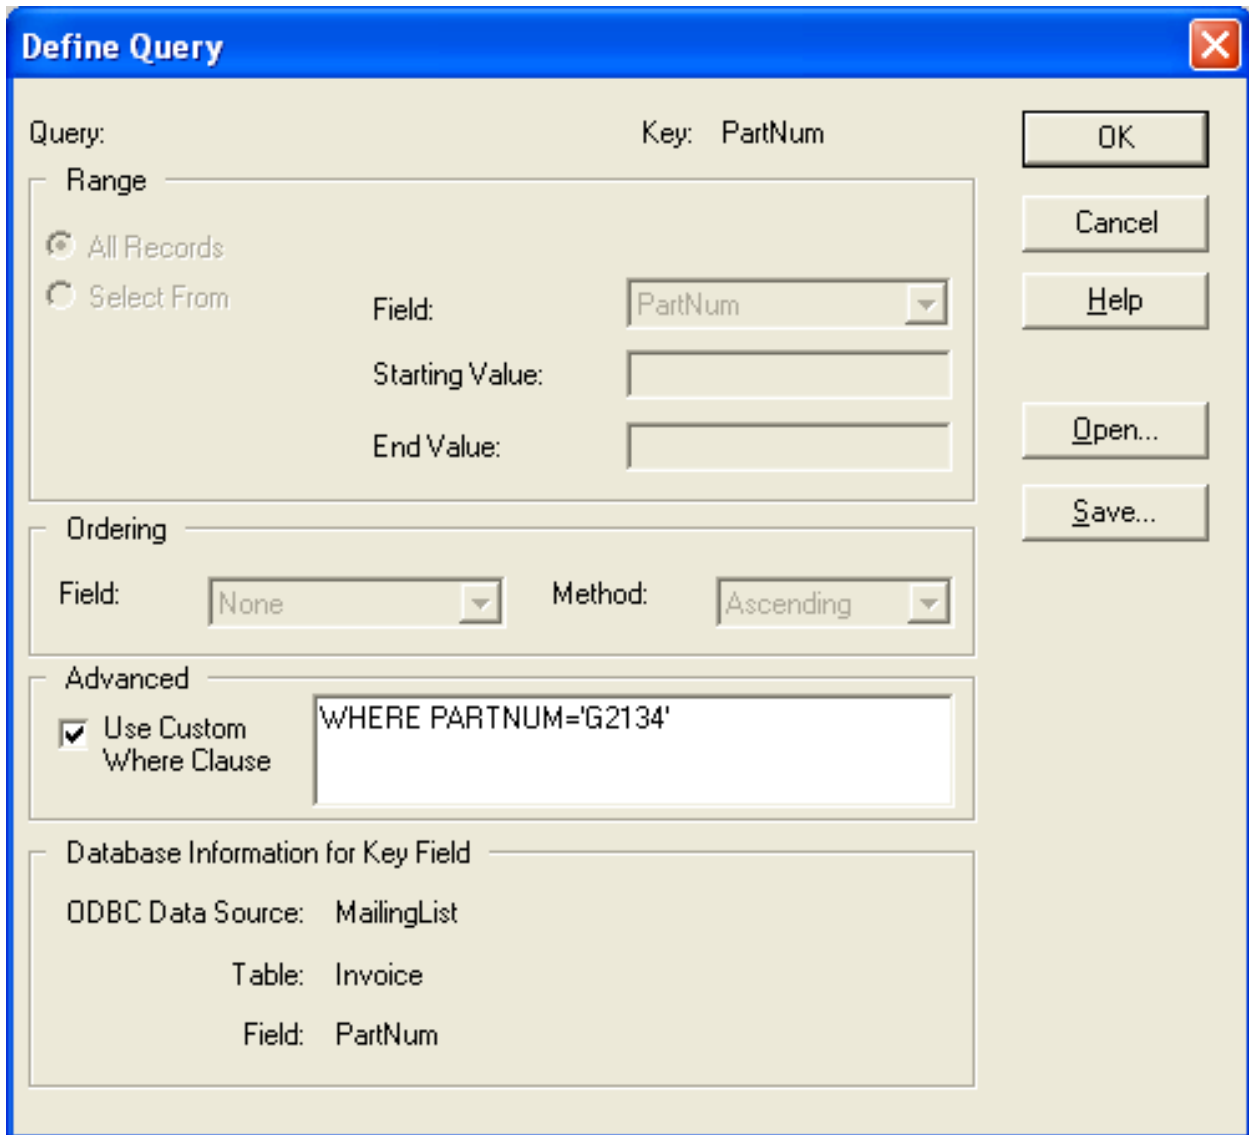 Define Query
Query: Key: PartNum OK
Range
All Records Cancel
Select From Field: PartNum Help
Starting Value:
End Value: Open...
Ordering Save...
Field: None Method: Ascending
Advanced
Use Custom WHERE PARTNUM='G2134'
Where Clause
Database Information for Key Field
ODBC Data Source: MailingList
Table: Invoice
Field: PartNum